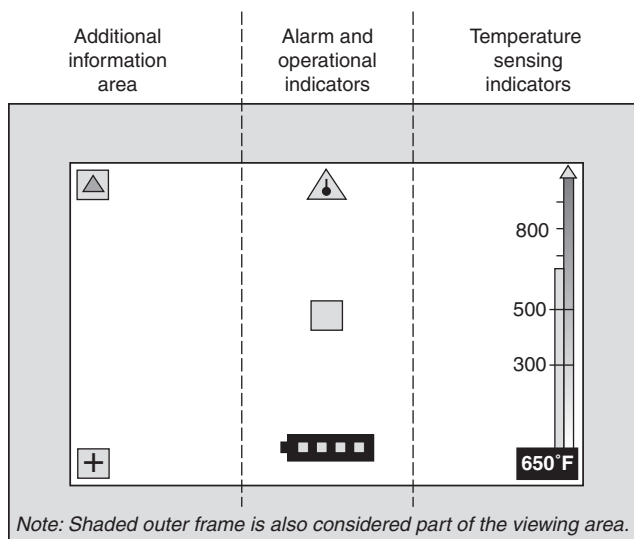 Additional
information
area
Alarm and
operational
indicators
Temperature
sensing
indicators
800
500
300
650°F
Note: Shaded outer frame is also considered part of the viewing area.